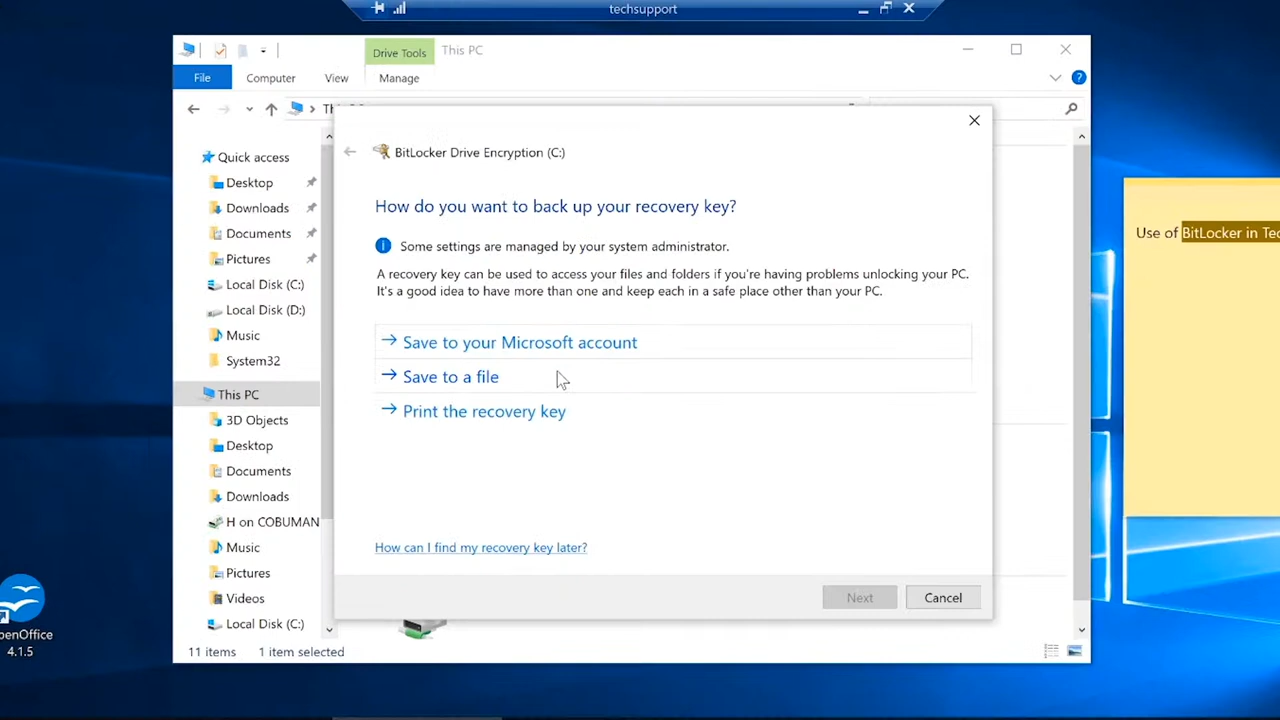 techsupport
Drive Tools
This PC
File
Computer
View
Manage
Quick access
Desktop
Downloads
Documents
Pictures
Local Disk (C:)
Local Disk (D:)
Music
System32
This PC
3D Objects
Desktop
Documents
Downloads
H on COBUMAN
Music
Pictures
Videos
Local Disk (C:)
11 items
1 item selected
BitLocker Drive Encryption (C:)
How do you want to back up your recovery key?
Some settings are managed by your system administrator.
A recovery key can be used to access your files and folders if you're having problems unlocking your PC.
It's a good idea to have more than one and keep each in a safe place other than your PC.
Save to your Microsoft account
Save to a file
Print the recovery key
How can I find my recovery key later?
Next
Cancel
Use of BitLocker in Tec
penOffice
4.1.5